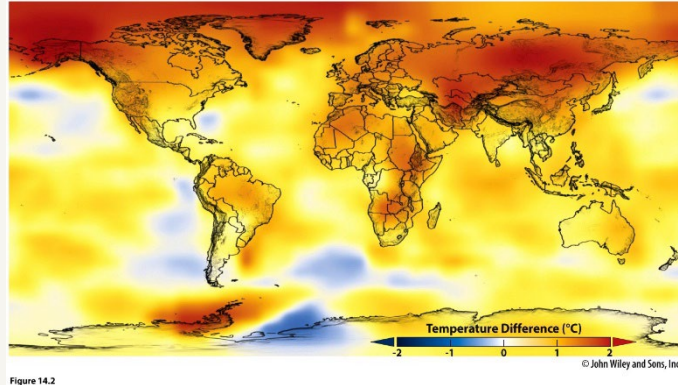 Temperature Difference (°C)
-2 -1 0 1 2
© John Wiley and Sons, Inc
Figure 14.2